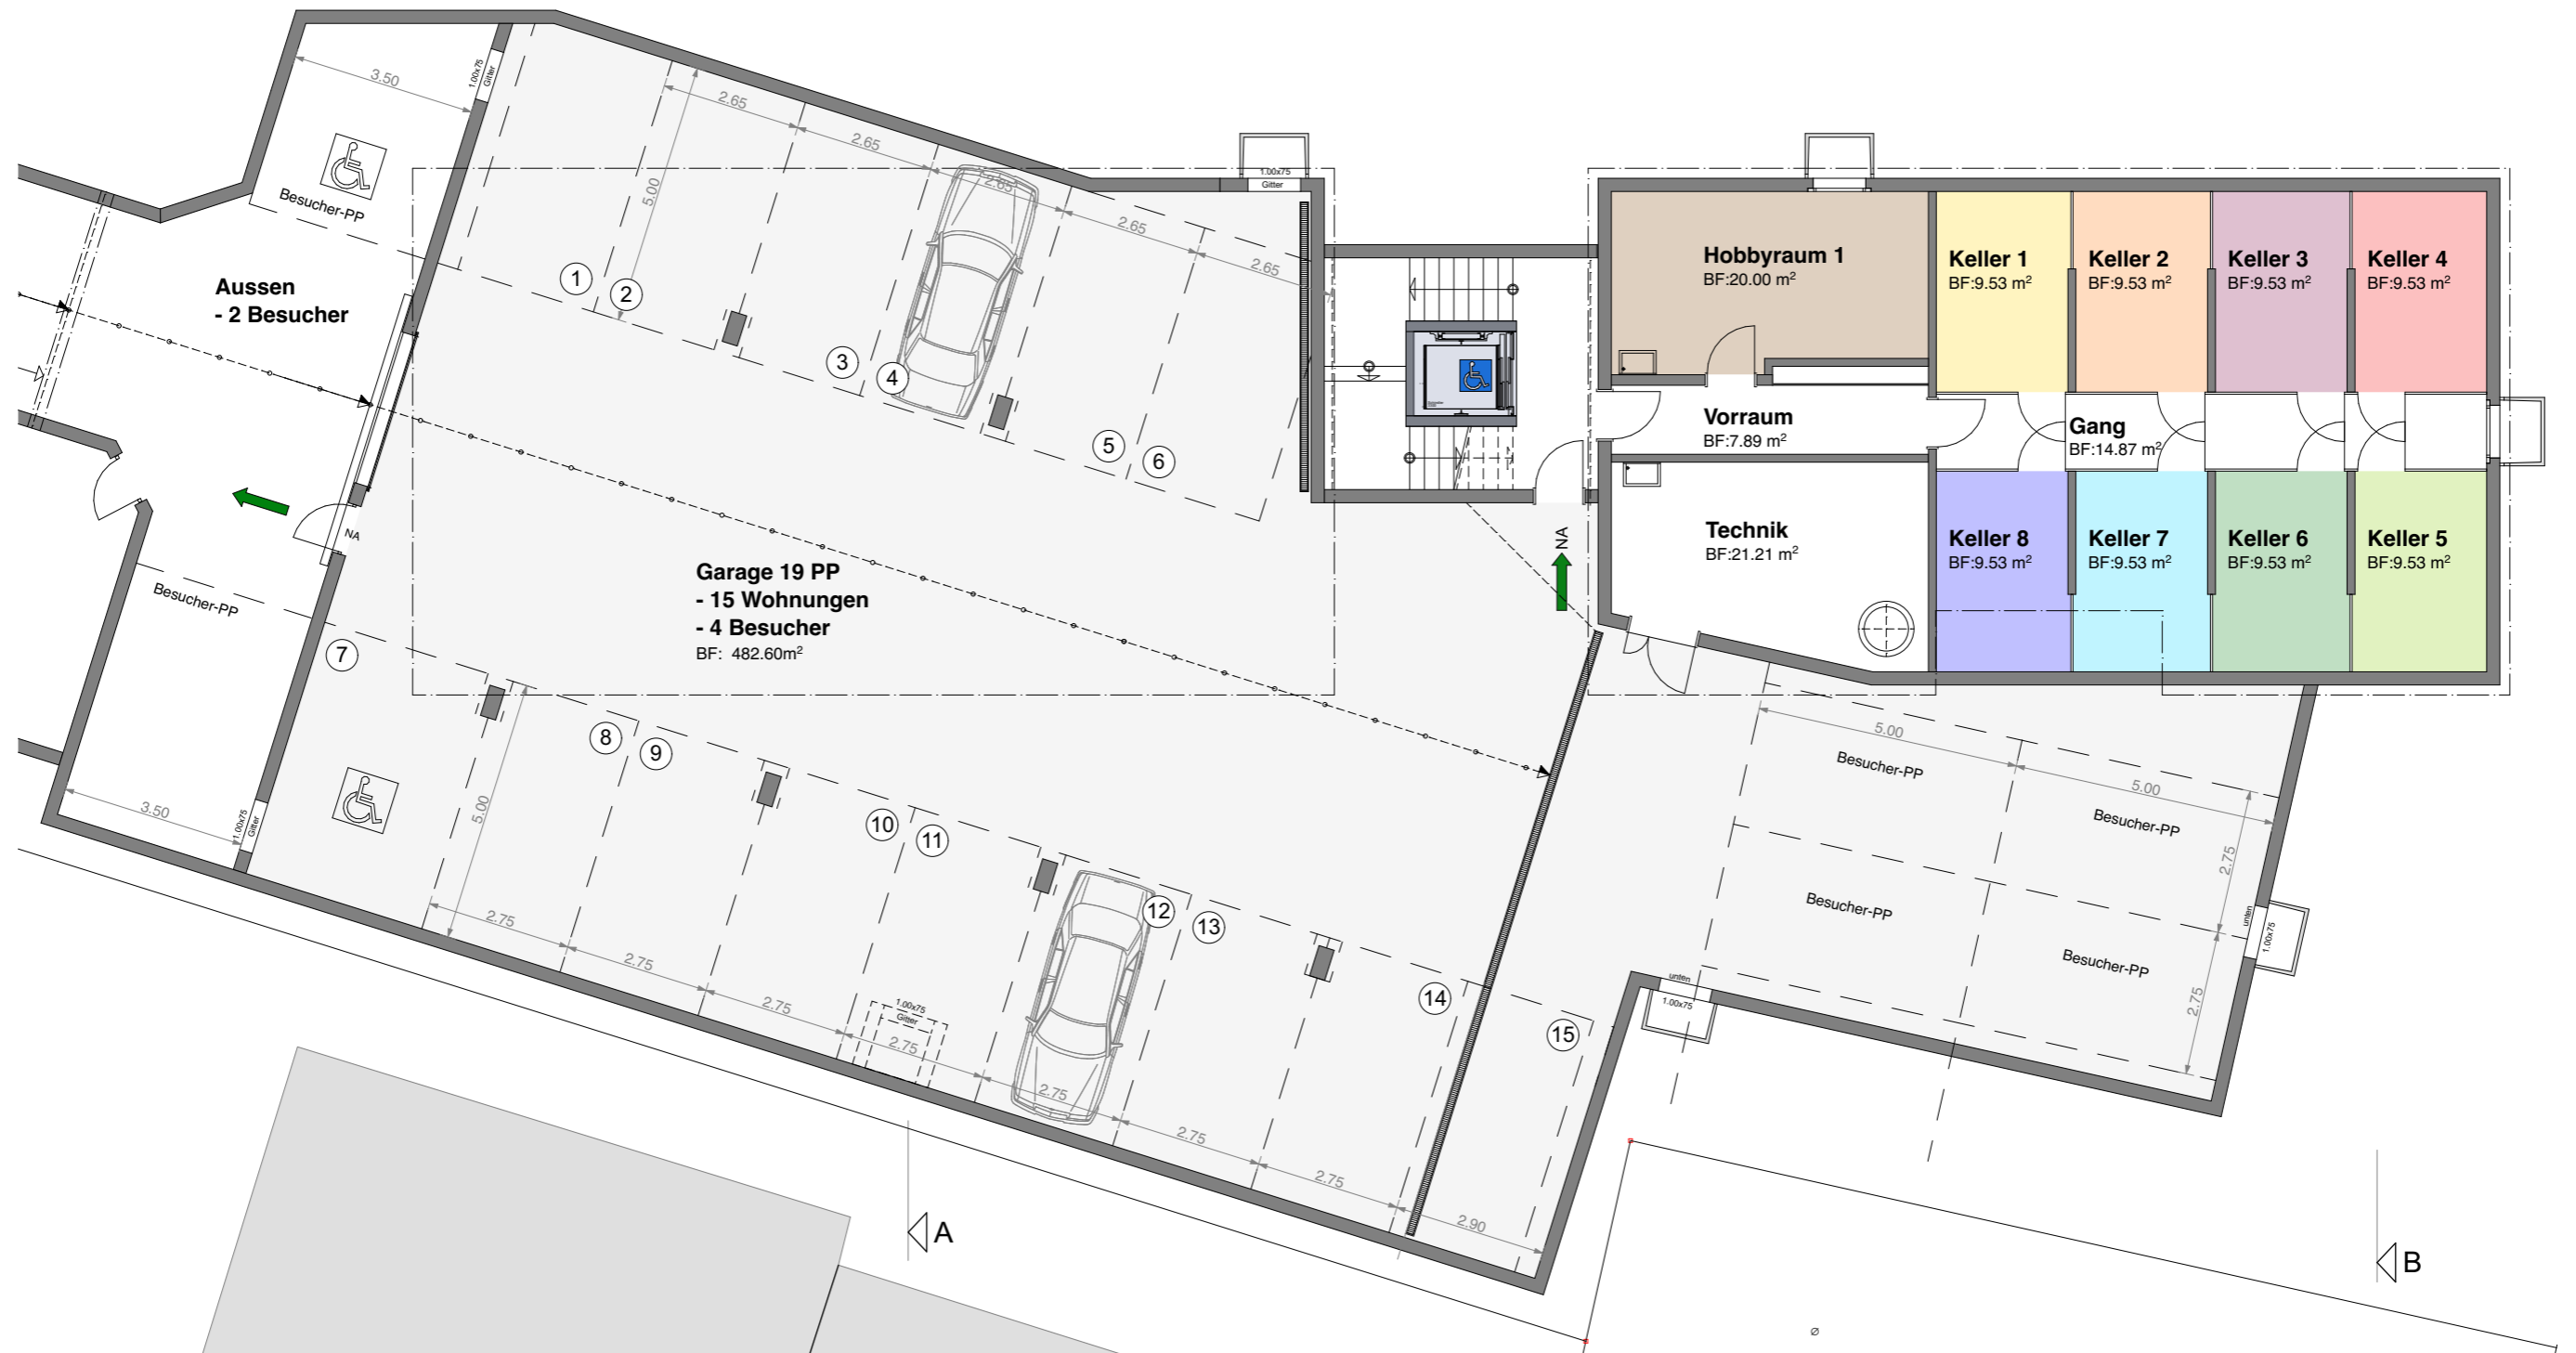 3.50
1.00x75
Gitter
Besucher-PP
Aussen
- 2 Besucher
2.65
2.65
2.65
2.65
2.65
5.00
1
2
3
4
5
6
1.00x75
Gitter
Hobbyraum 1
BF:20.00 m²
Keller 1
BF:9.53 m²
Keller 2
BF:9.53 m²
Keller 3
BF:9.53 m²
Keller 4
BF:9.53 m²
Vorraum
BF:7.89 m²
Gang
BF:14.87 m²
Technik
BF:21.21 m²
Keller 8
BF:9.53 m²
Keller 7
BF:9.53 m²
Keller 6
BF:9.53 m²
Keller 5
BF:9.53 m²
NA
NA
Garage 19 PP
- 15 Wohnungen
- 4 Besucher
BF: 482.60m²
Besucher-PP
3.50
1.00x75
Gitter
7
8
9
10
11
12
13
14
15
5.00
2.75
2.75
2.75
2.75
2.75
2.75
2.75
2.90
1.00x75
Gitter
5.00
5.00
2.75
2.75
Besucher-PP
Besucher-PP
Besucher-PP
Besucher-PP
unten
1.00x75
unten
1.00x75
A
B